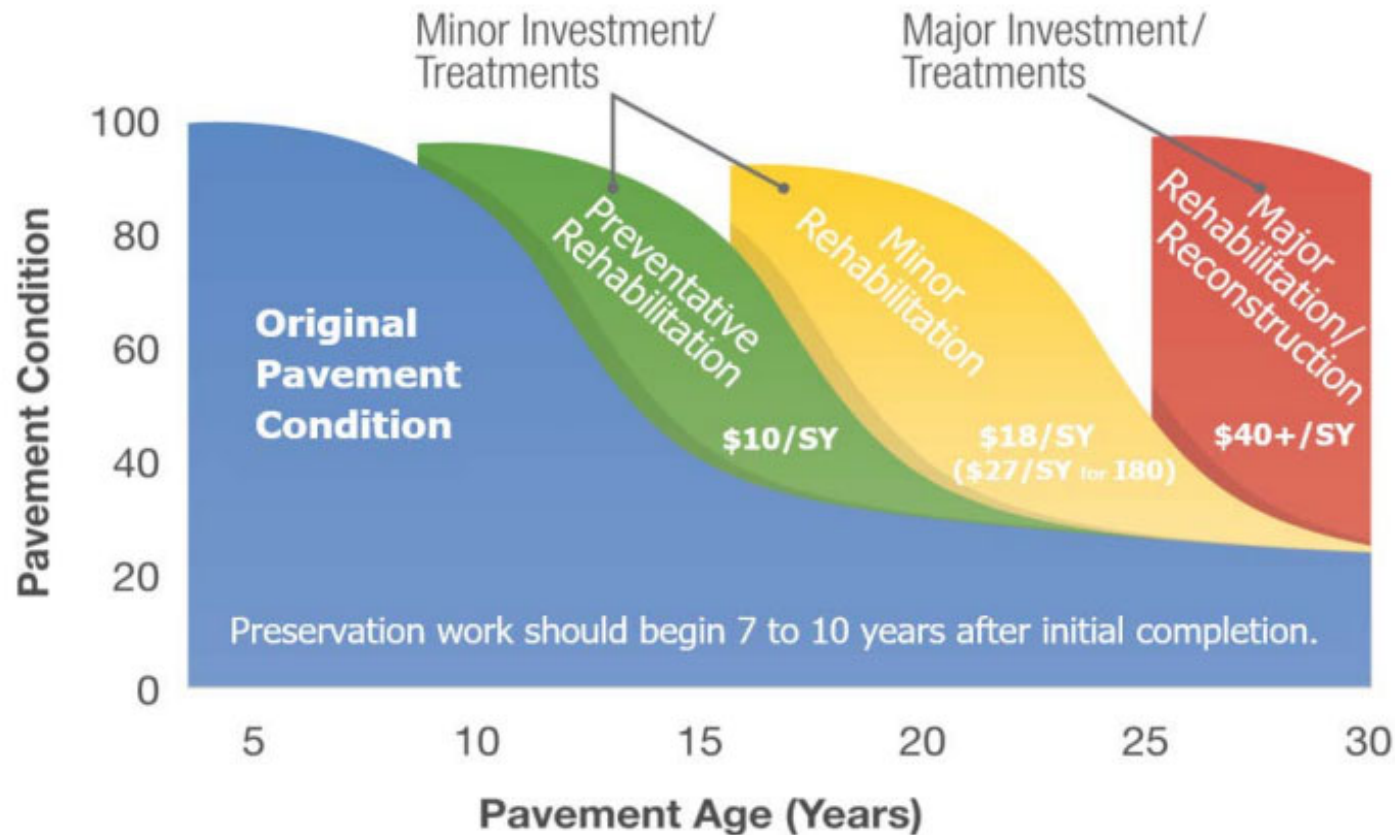 Minor Investment/
Treatments
Major Investment/
Treatments
Pavement Condition
100
80
60
40
20
0
Original
Pavement
Condition
Preventative
Rehabilitation
$10/SY
Minor
Rehabilitation
$18/SY
($27/SY for I80)
Major
Rehabilitation/
Reconstruction
$40+/SY
Preservation work should begin 7 to 10 years after initial completion.
5 10 15 20 25 30
Pavement Age (Years)